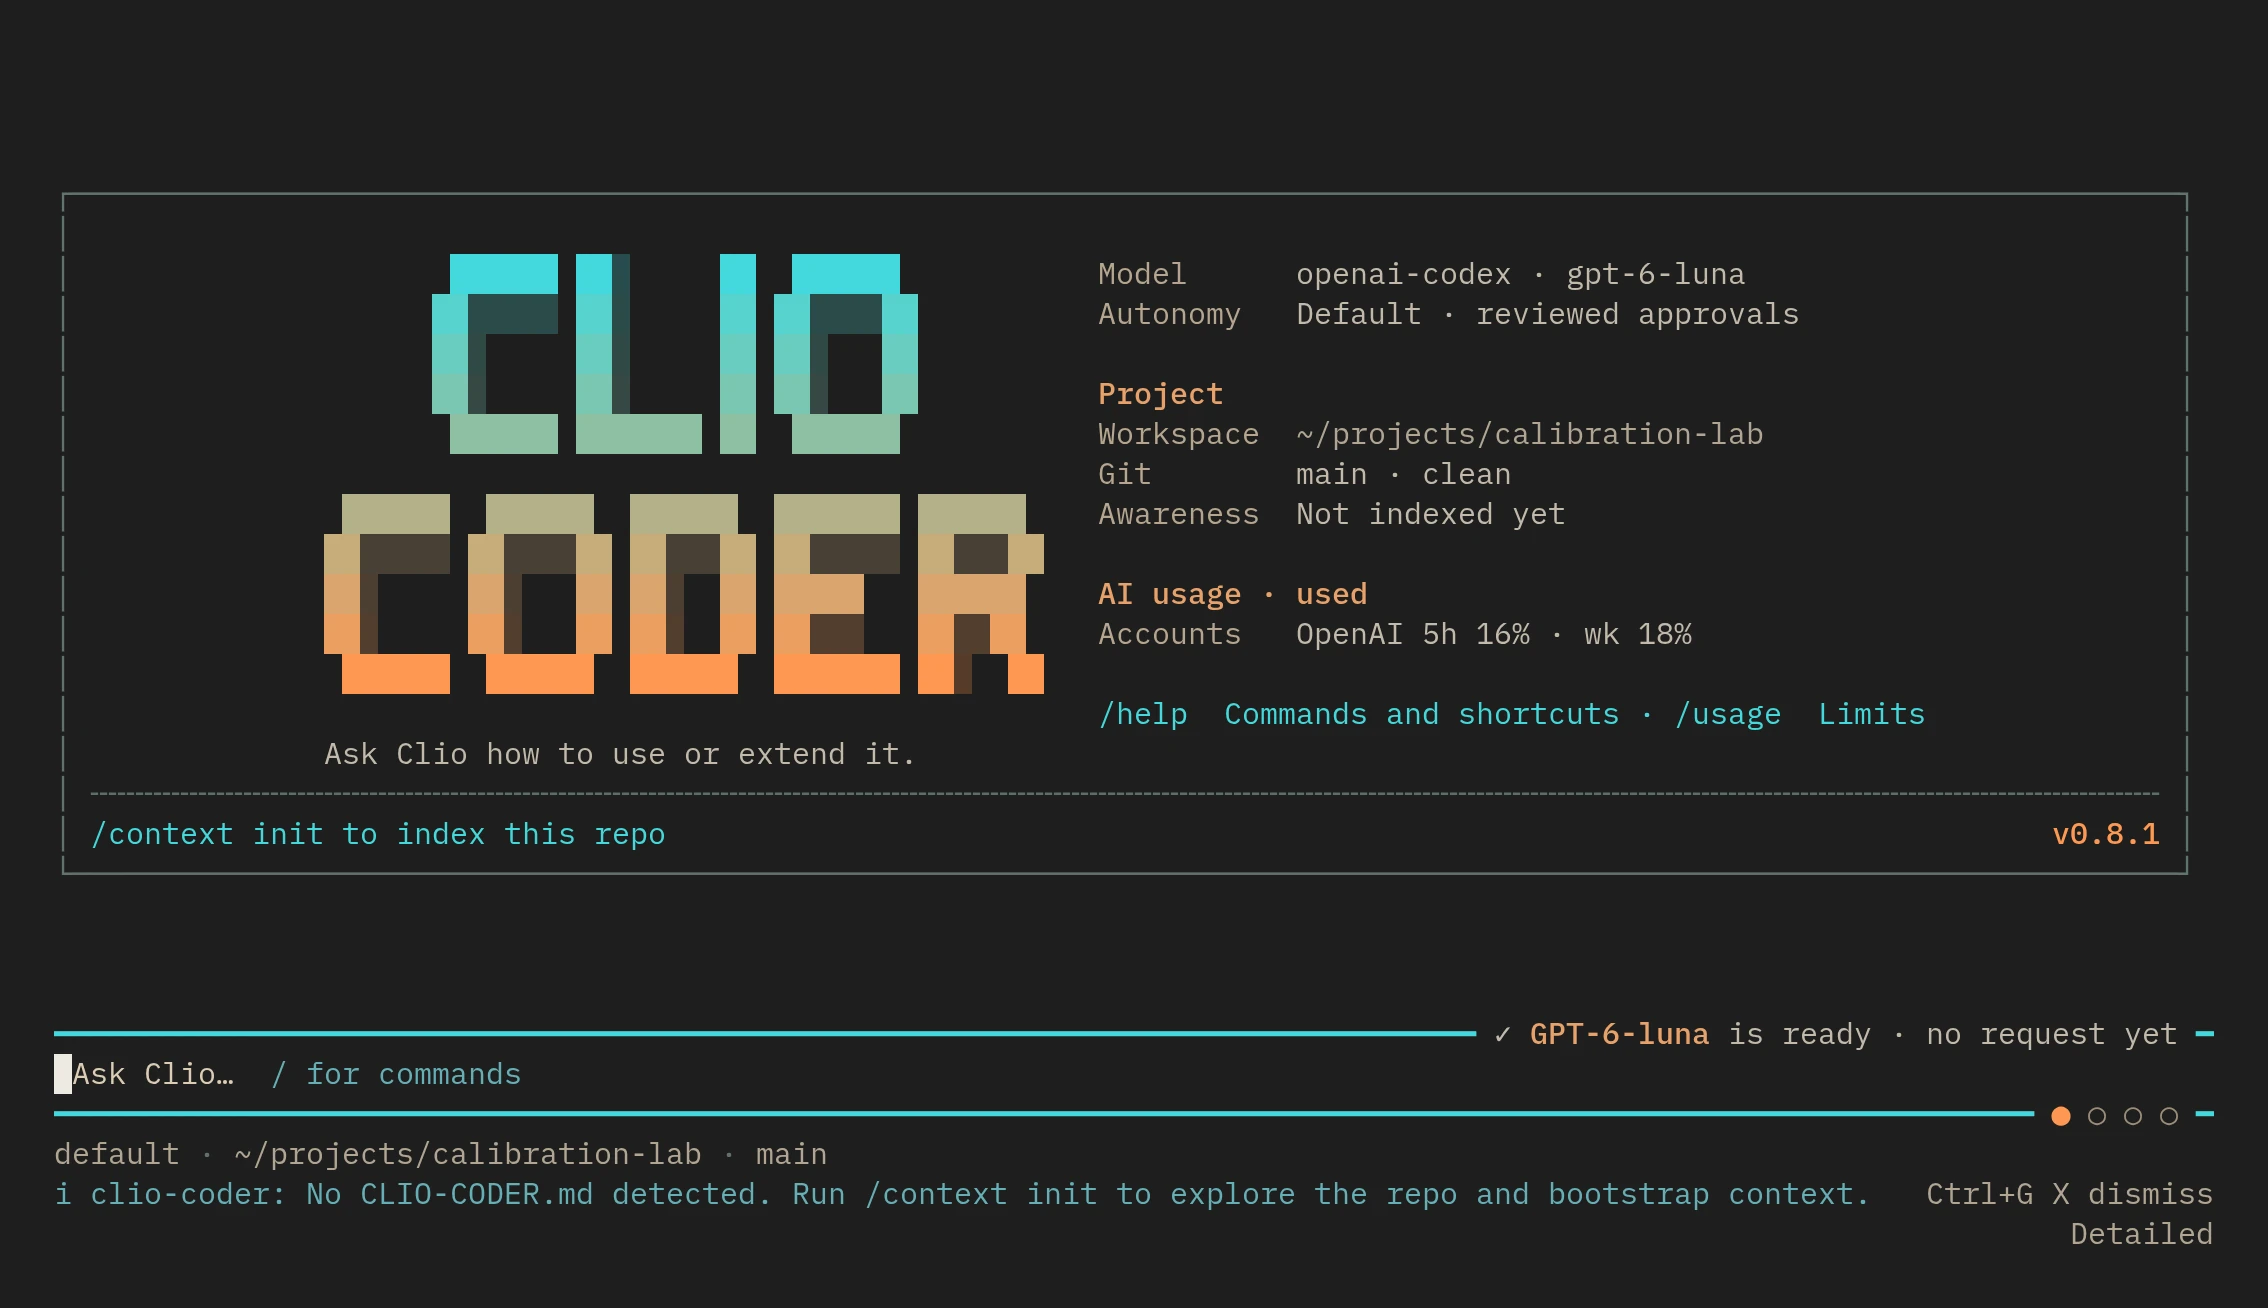 CLIO
CODER
Ask Clio how to use or extend it.
Model openai-codex · gpt-6-luna
Autonomy Default · reviewed approvals
Project
Workspace ~/projects/calibration-lab
Git main · clean
Awareness Not indexed yet
AI usage · used
Accounts OpenAI 5h 16% · wk 18%
/help Commands and shortcuts · /usage Limits
/context init to index this repo v0.8.1
✓ GPT-6-luna is ready · no request yet
Ask Clio… / for commands
default · ~/projects/calibration-lab · main
i clio-coder: No CLIO-CODER.md detected. Run /context init to explore the repo and bootstrap context. Ctrl+G X dismiss
Detailed